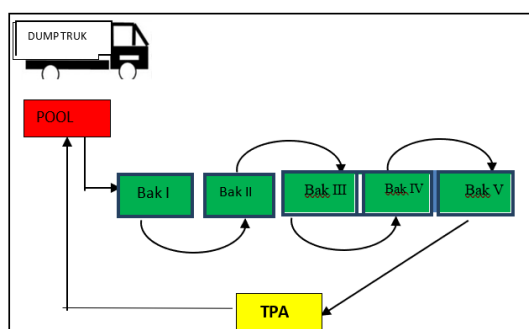 DUMPTRUK
POOL
Bak I
Bak II
Bak III
Bak IV
Bak V
TPA